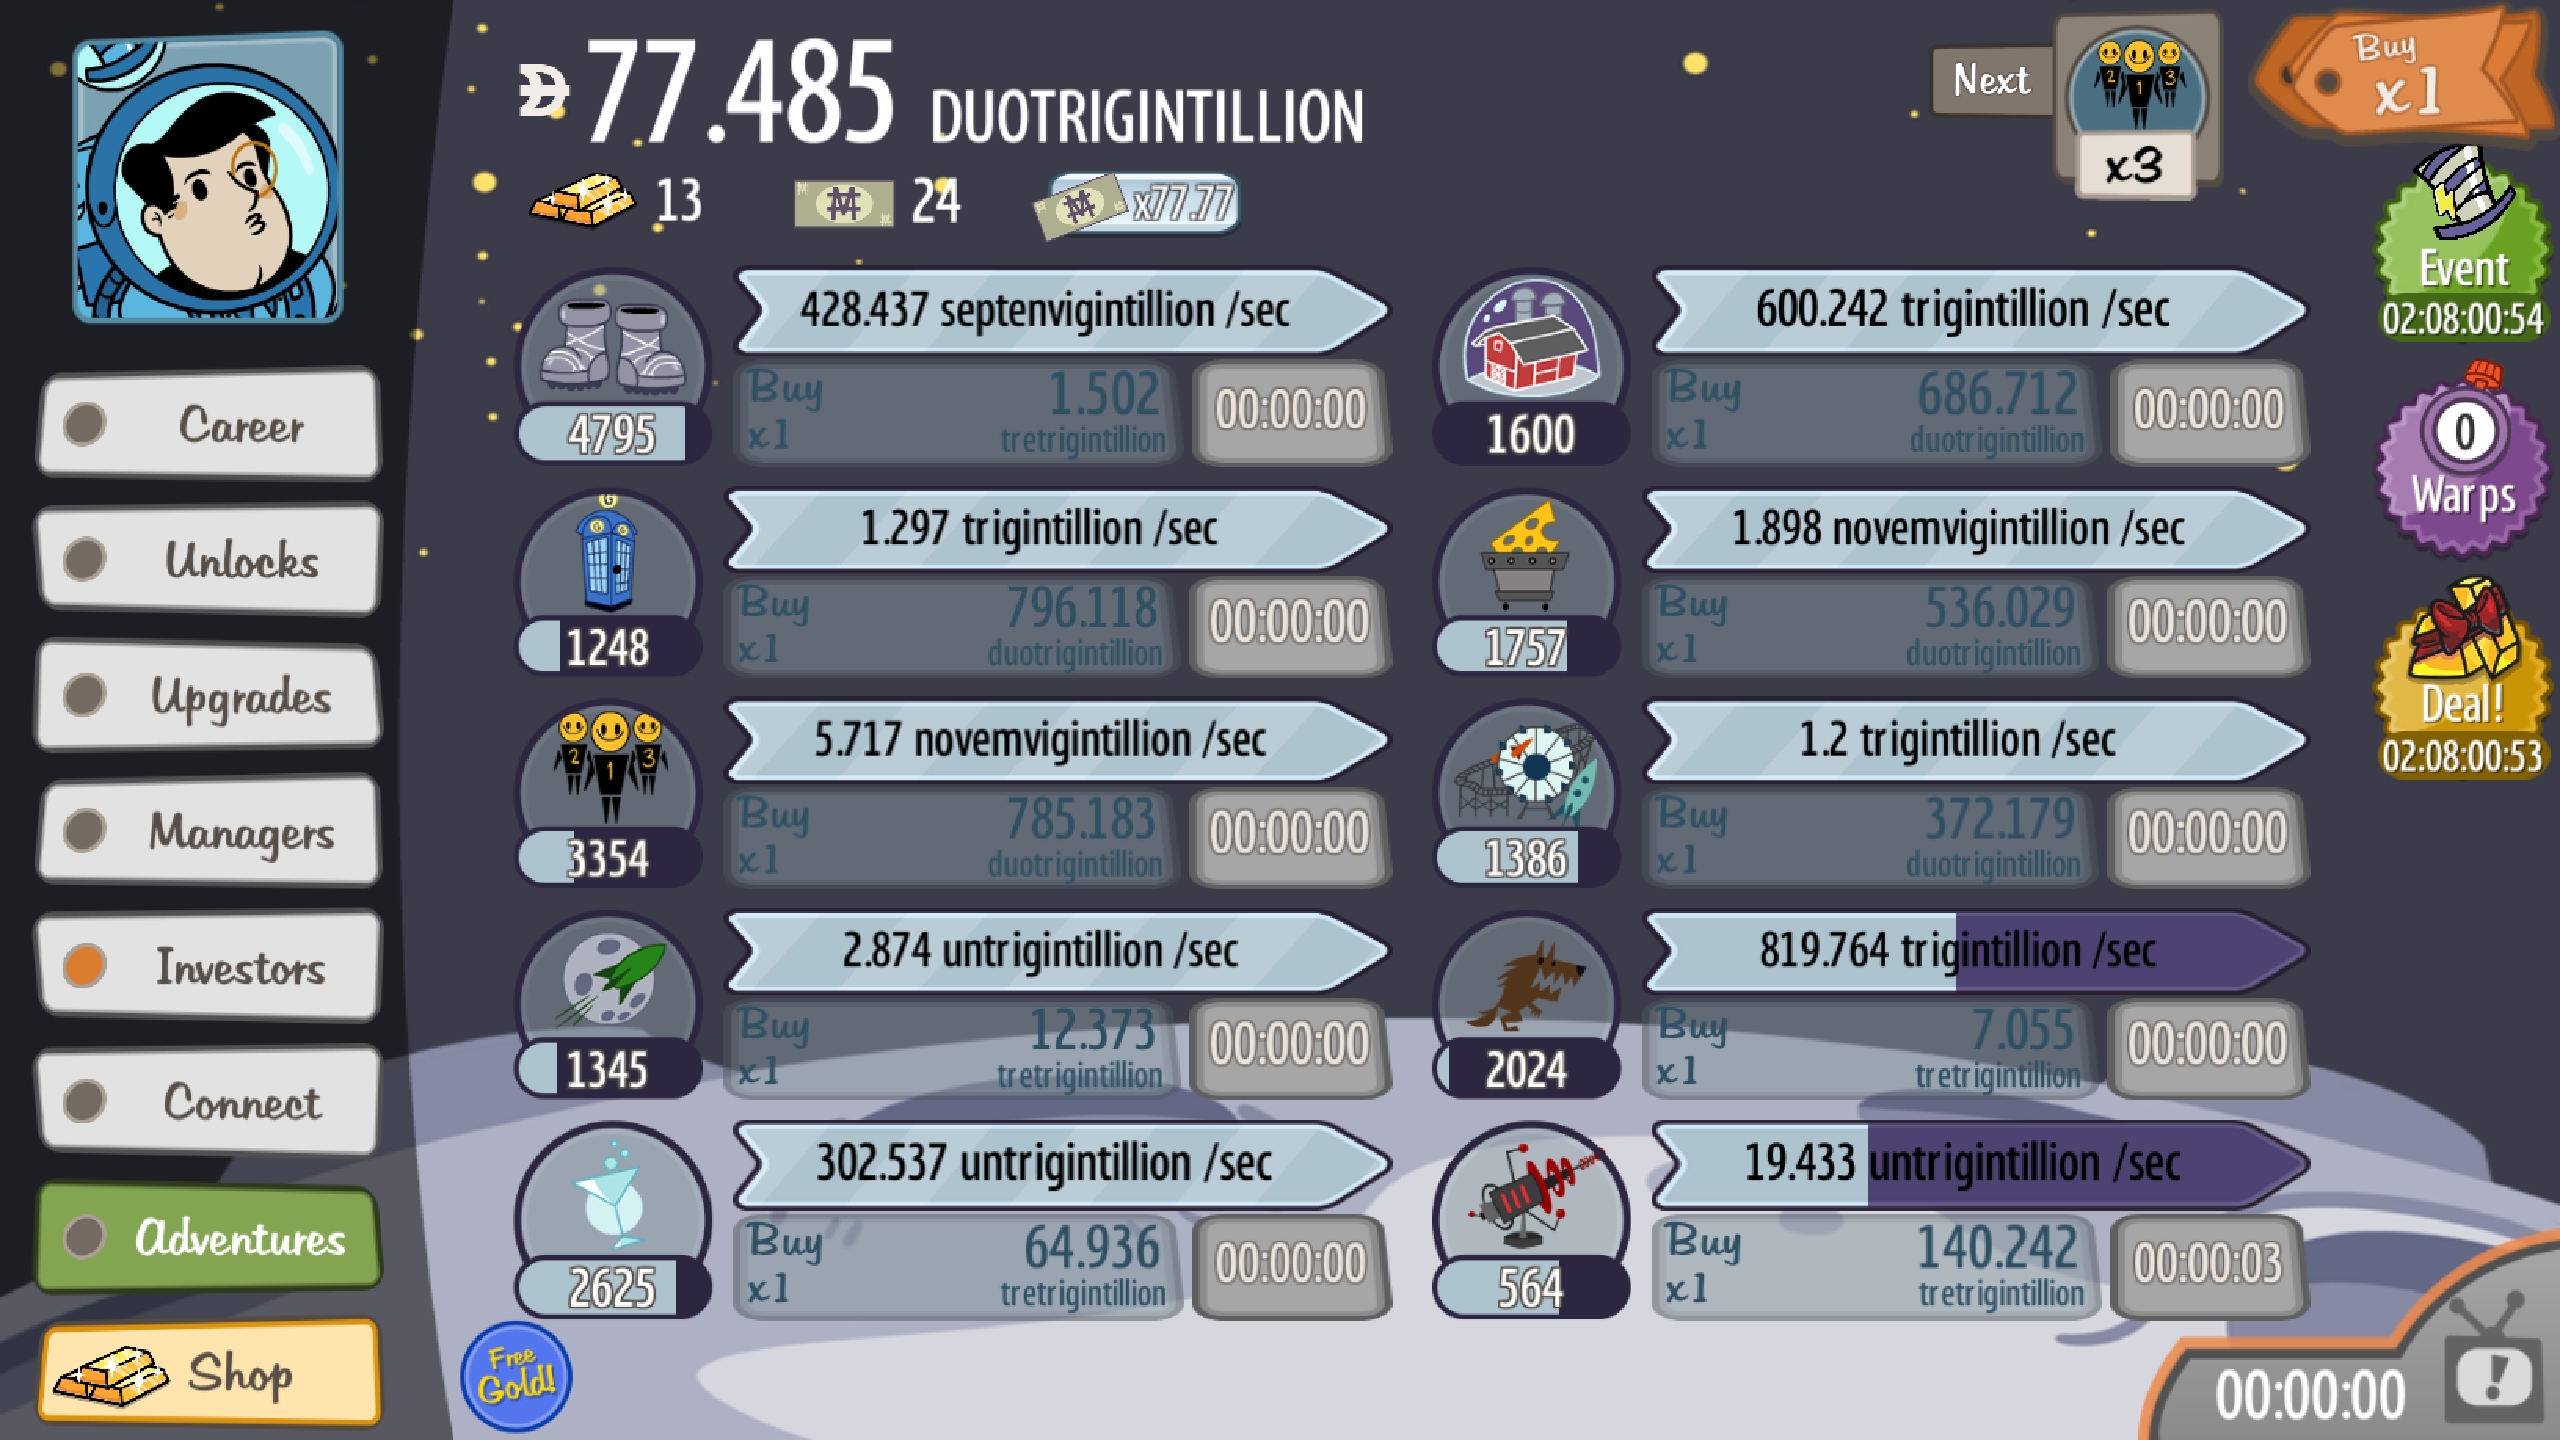 77.485 DUOTRIGINTILLION
13
24
x77.77
Next
x3
Buy
x1
Career
Unlocks
Upgrades
Managers
Investors
Connect
Adventures
Shop
428.437 septenvigintillion /sec
4795
Buy
x1
1.502
tretrigintillion
00:00:00
600.242 trigintillion /sec
1600
Buy
x1
686.712
duotrigintillion
00:00:00
1.297 trigintillion /sec
1248
Buy
x1
796.118
duotrigintillion
00:00:00
1.898 novemvigintillion /sec
1757
Buy
x1
536.029
duotrigintillion
00:00:00
2
1
3
5.717 novemvigintillion /sec
3354
Buy
x1
785.183
duotrigintillion
00:00:00
1.2 trigintillion /sec
1386
Buy
x1
372.179
duotrigintillion
00:00:00
2.874 untrigintillion /sec
1345
Buy
x1
12.373
tretrigintillion
00:00:00
819.764 trigintillion /sec
2024
Buy
x1
7.055
tretrigintillion
00:00:00
302.537 untrigintillion /sec
2625
Buy
x1
64.936
tretrigintillion
00:00:00
19.433 untrigintillion /sec
564
Buy
x1
140.242
tretrigintillion
00:00:03
Event
02:08:00:54
0
Warps
Deal!
02:08:00:53
Free
Gold!
00:00:00
!